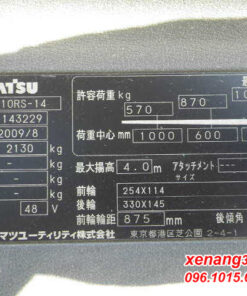 ATSU
10RS-14
143229
2009/8
2130 kg
kg
kg
kg
48 V
許容荷重 kg
570 870 10
荷重中心 mm 1000 600
最大揚高 4.0 m アタッチメント サイズ
前輪 254X114
後輪 330X145
前輪輪距 875 mm 後傾角
マツユーティリティ株式会社 東京都港区芝公園2-4-1
xenang3
096.1015.6